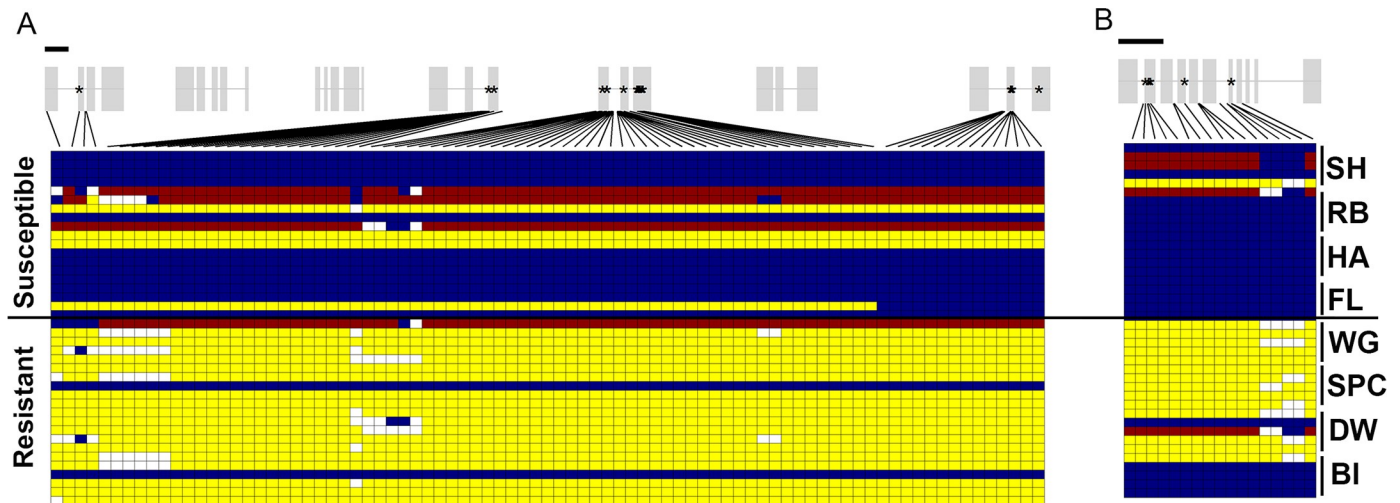 A
B
Susceptible
Resistant
SH
RB
HA
FL
WG
SPC
DW
BI